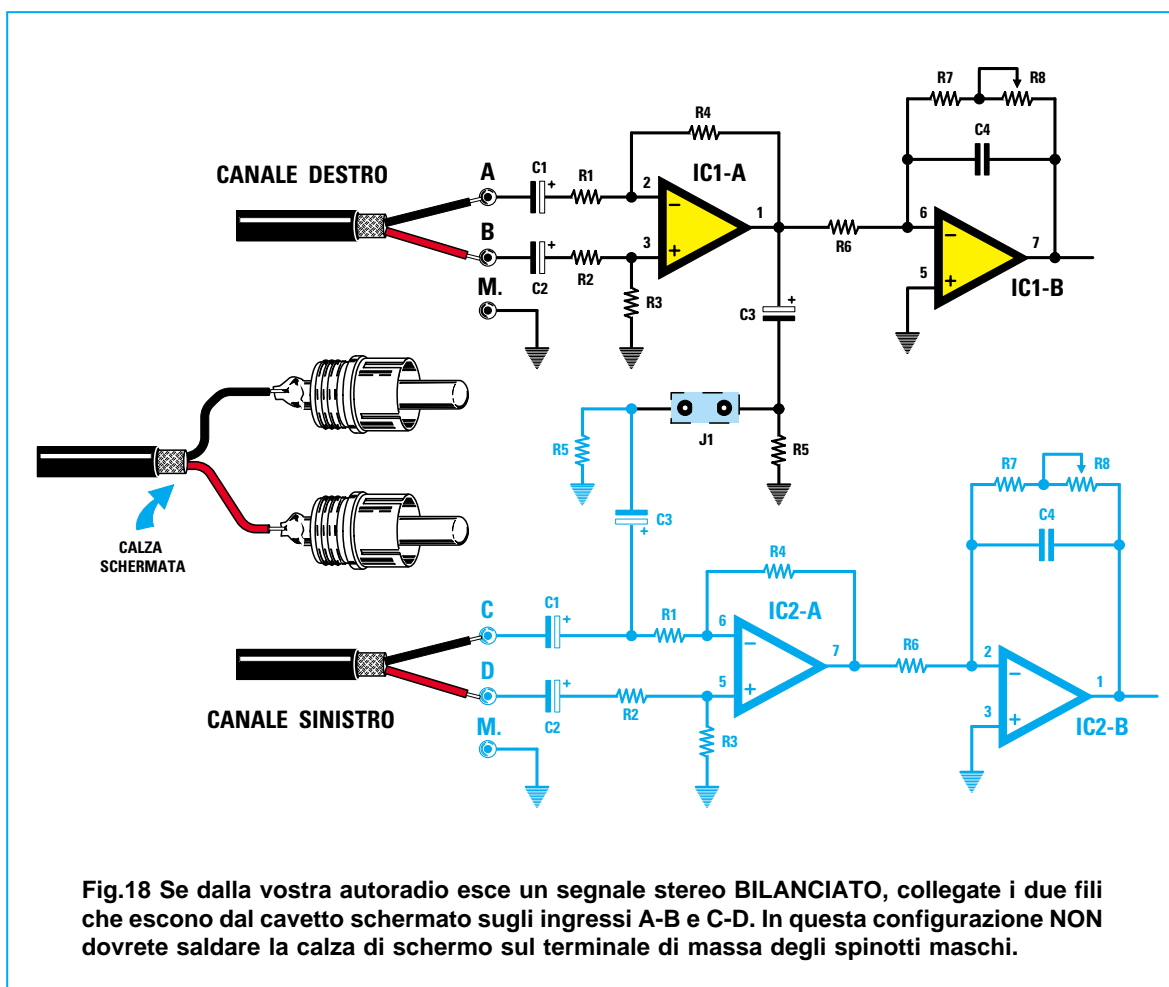 R7
R8
R4
C4
CANALE DESTRO
A
C1
+
R1
2
−
IC1-A
1
R6
6
−
7
B
+
C2
R2
3
+
R3
5
+
IC1-B
M.
C3
+
J1
R5
R5
CALZA
SCHERMATA
C3
+
R7
R8
C4
R4
C
C1
+
R1
6
−
IC2-A
7
R6
2
−
1
D
+
C2
R2
5
+
R3
3
+
IC2-B
CANALE SINISTRO
M.
Fig.18 Se dalla vostra autoradio esce un segnale stereo BILANCIATO, collegate i due fili
che escono dal cavetto schermato sugli ingressi A-B e C-D. In questa configurazione NON
dovrete saldare la calza di schermo sul terminale di massa degli spinotti maschi.